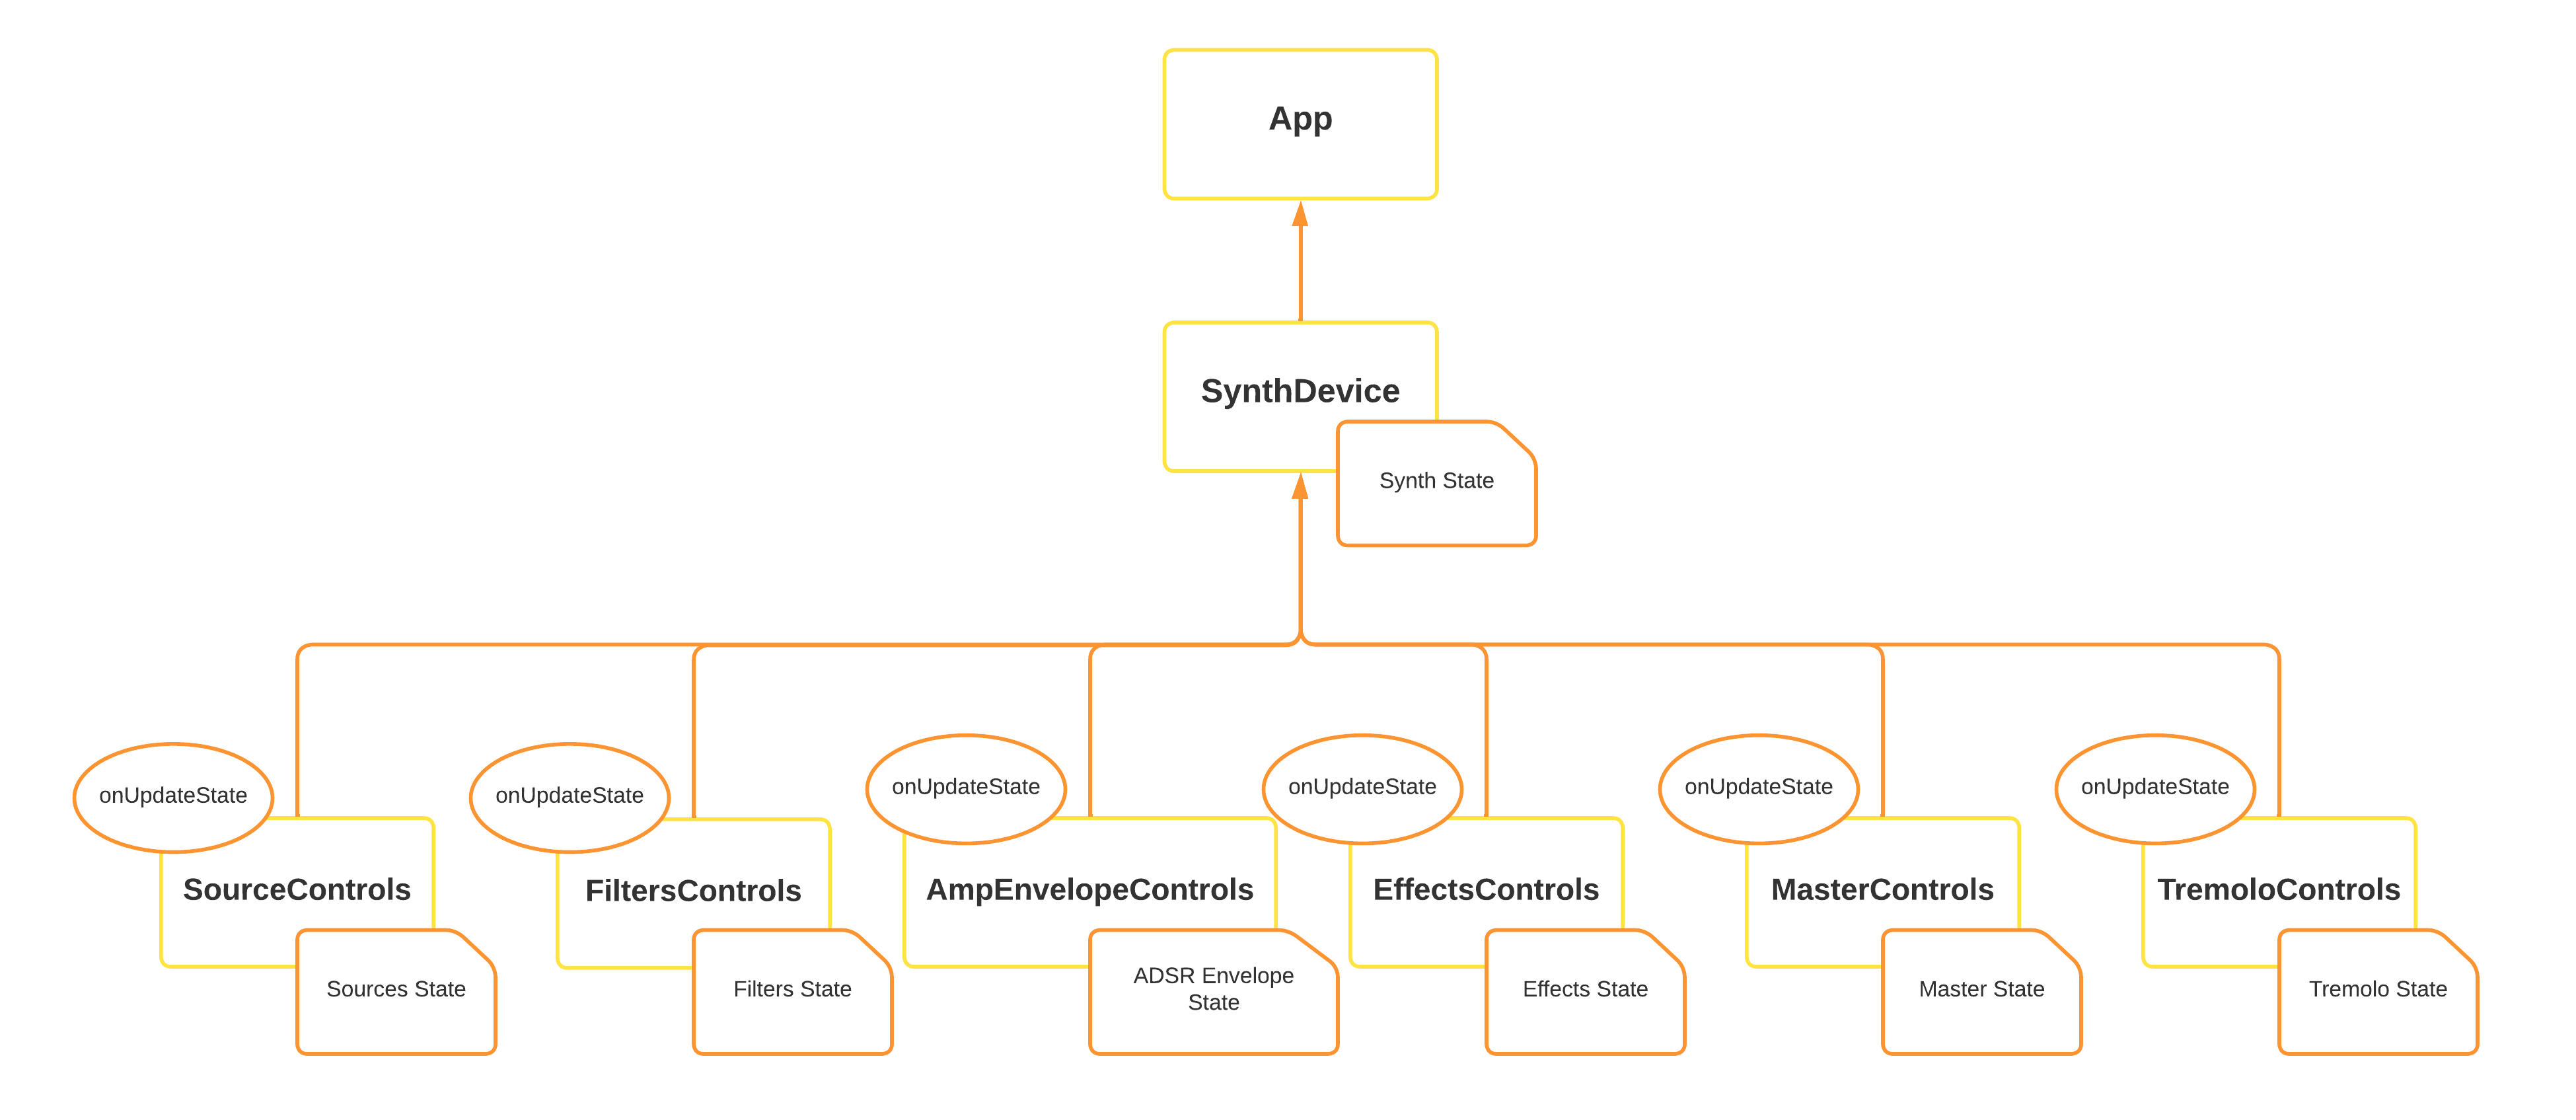 App
SynthDevice
Synth State
onUpdateState
onUpdateState
onUpdateState
onUpdateState
onUpdateState
onUpdateState
SourceControls
FiltersControls
AmpEnvelopeControls
EffectsControls
MasterControls
TremoloControls
Sources State
Filters State
ADSR Envelope
State
Effects State
Master State
Tremolo State